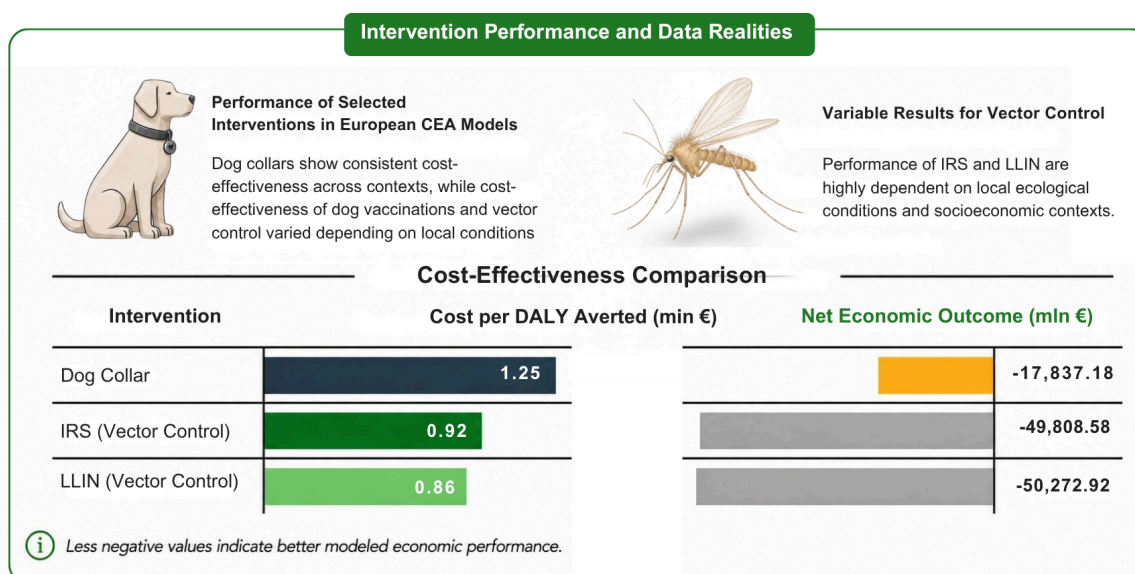 Intervention Performance and Data Realities
Performance of Selected
Interventions in European CEA Models
Dog collars show consistent cost-
effectiveness across contexts, while cost-
effectiveness of dog vaccinations and vector
control varied depending on local conditions
Variable Results for Vector Control
Performance of IRS and LLIN are
highly dependent on local ecological
conditions and socioeconomic contexts.
Cost-Effectiveness Comparison
Intervention Cost per DALY Averted (min €) Net Economic Outcome (mln €)
Dog Collar 1.25 -17,837.18
IRS (Vector Control) 0.92 -49,808.58
LLIN (Vector Control) 0.86 -50,272.92
i Less negative values indicate better modeled economic performance.